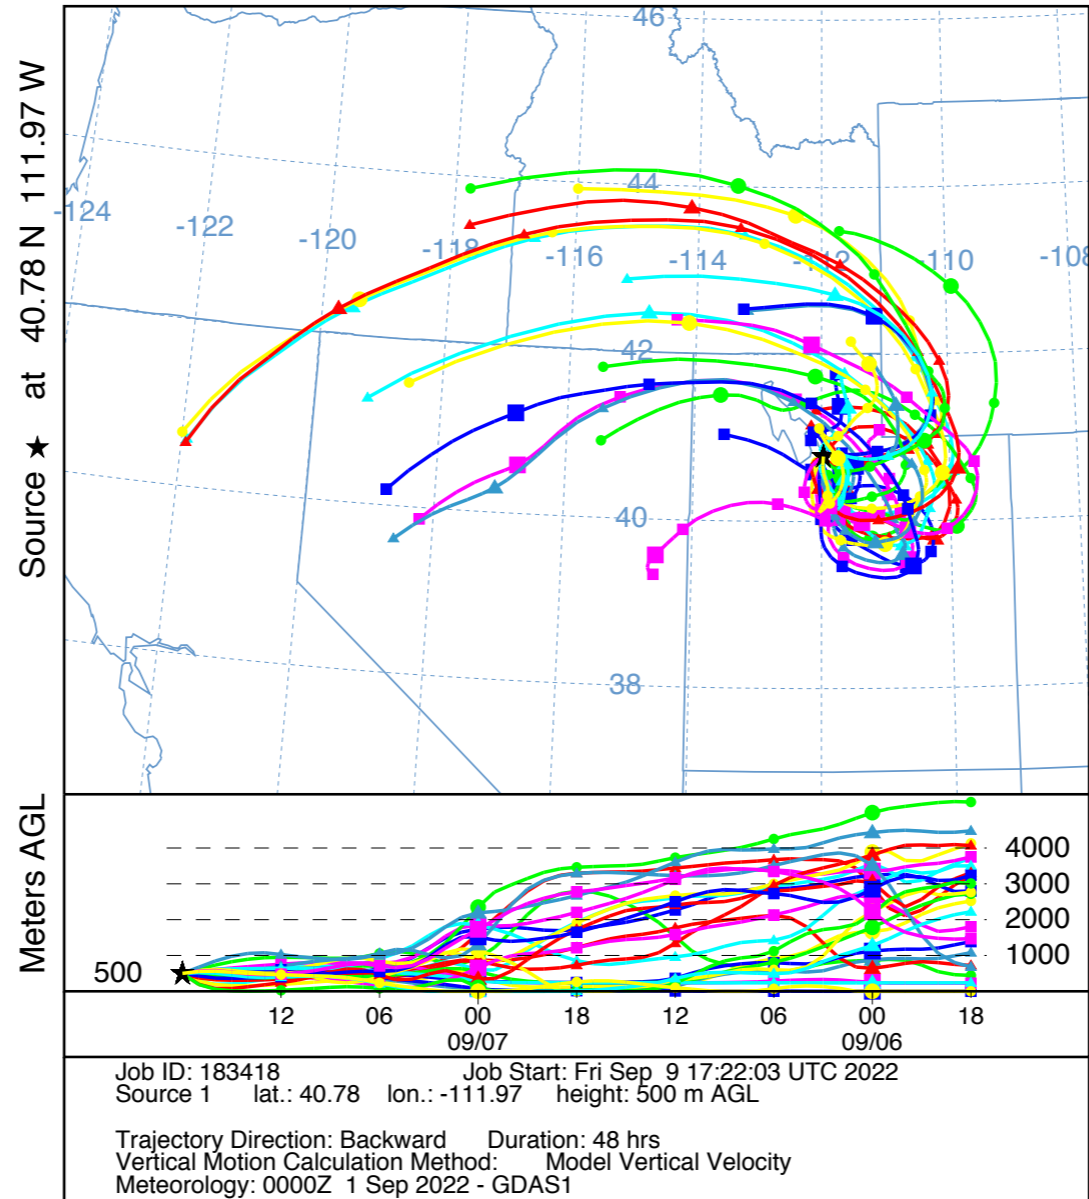 Source ★ at 40.78 N 111.97 W
46
44
-124
-122
-120
-118
-116
-114
-112
-110
-108
42
40
38
Meters AGL
500
4000
3000
2000
1000
12 06 00 18 12 06 00 18
09/07 09/06
Job ID: 183418 Job Start: Fri Sep 9 17:22:03 UTC 2022
Source 1 lat.: 40.78 lon.: -111.97 height: 500 m AGL
Trajectory Direction: Backward Duration: 48 hrs
Vertical Motion Calculation Method: Model Vertical Velocity
Meteorology: 0000Z 1 Sep 2022 - GDAS1